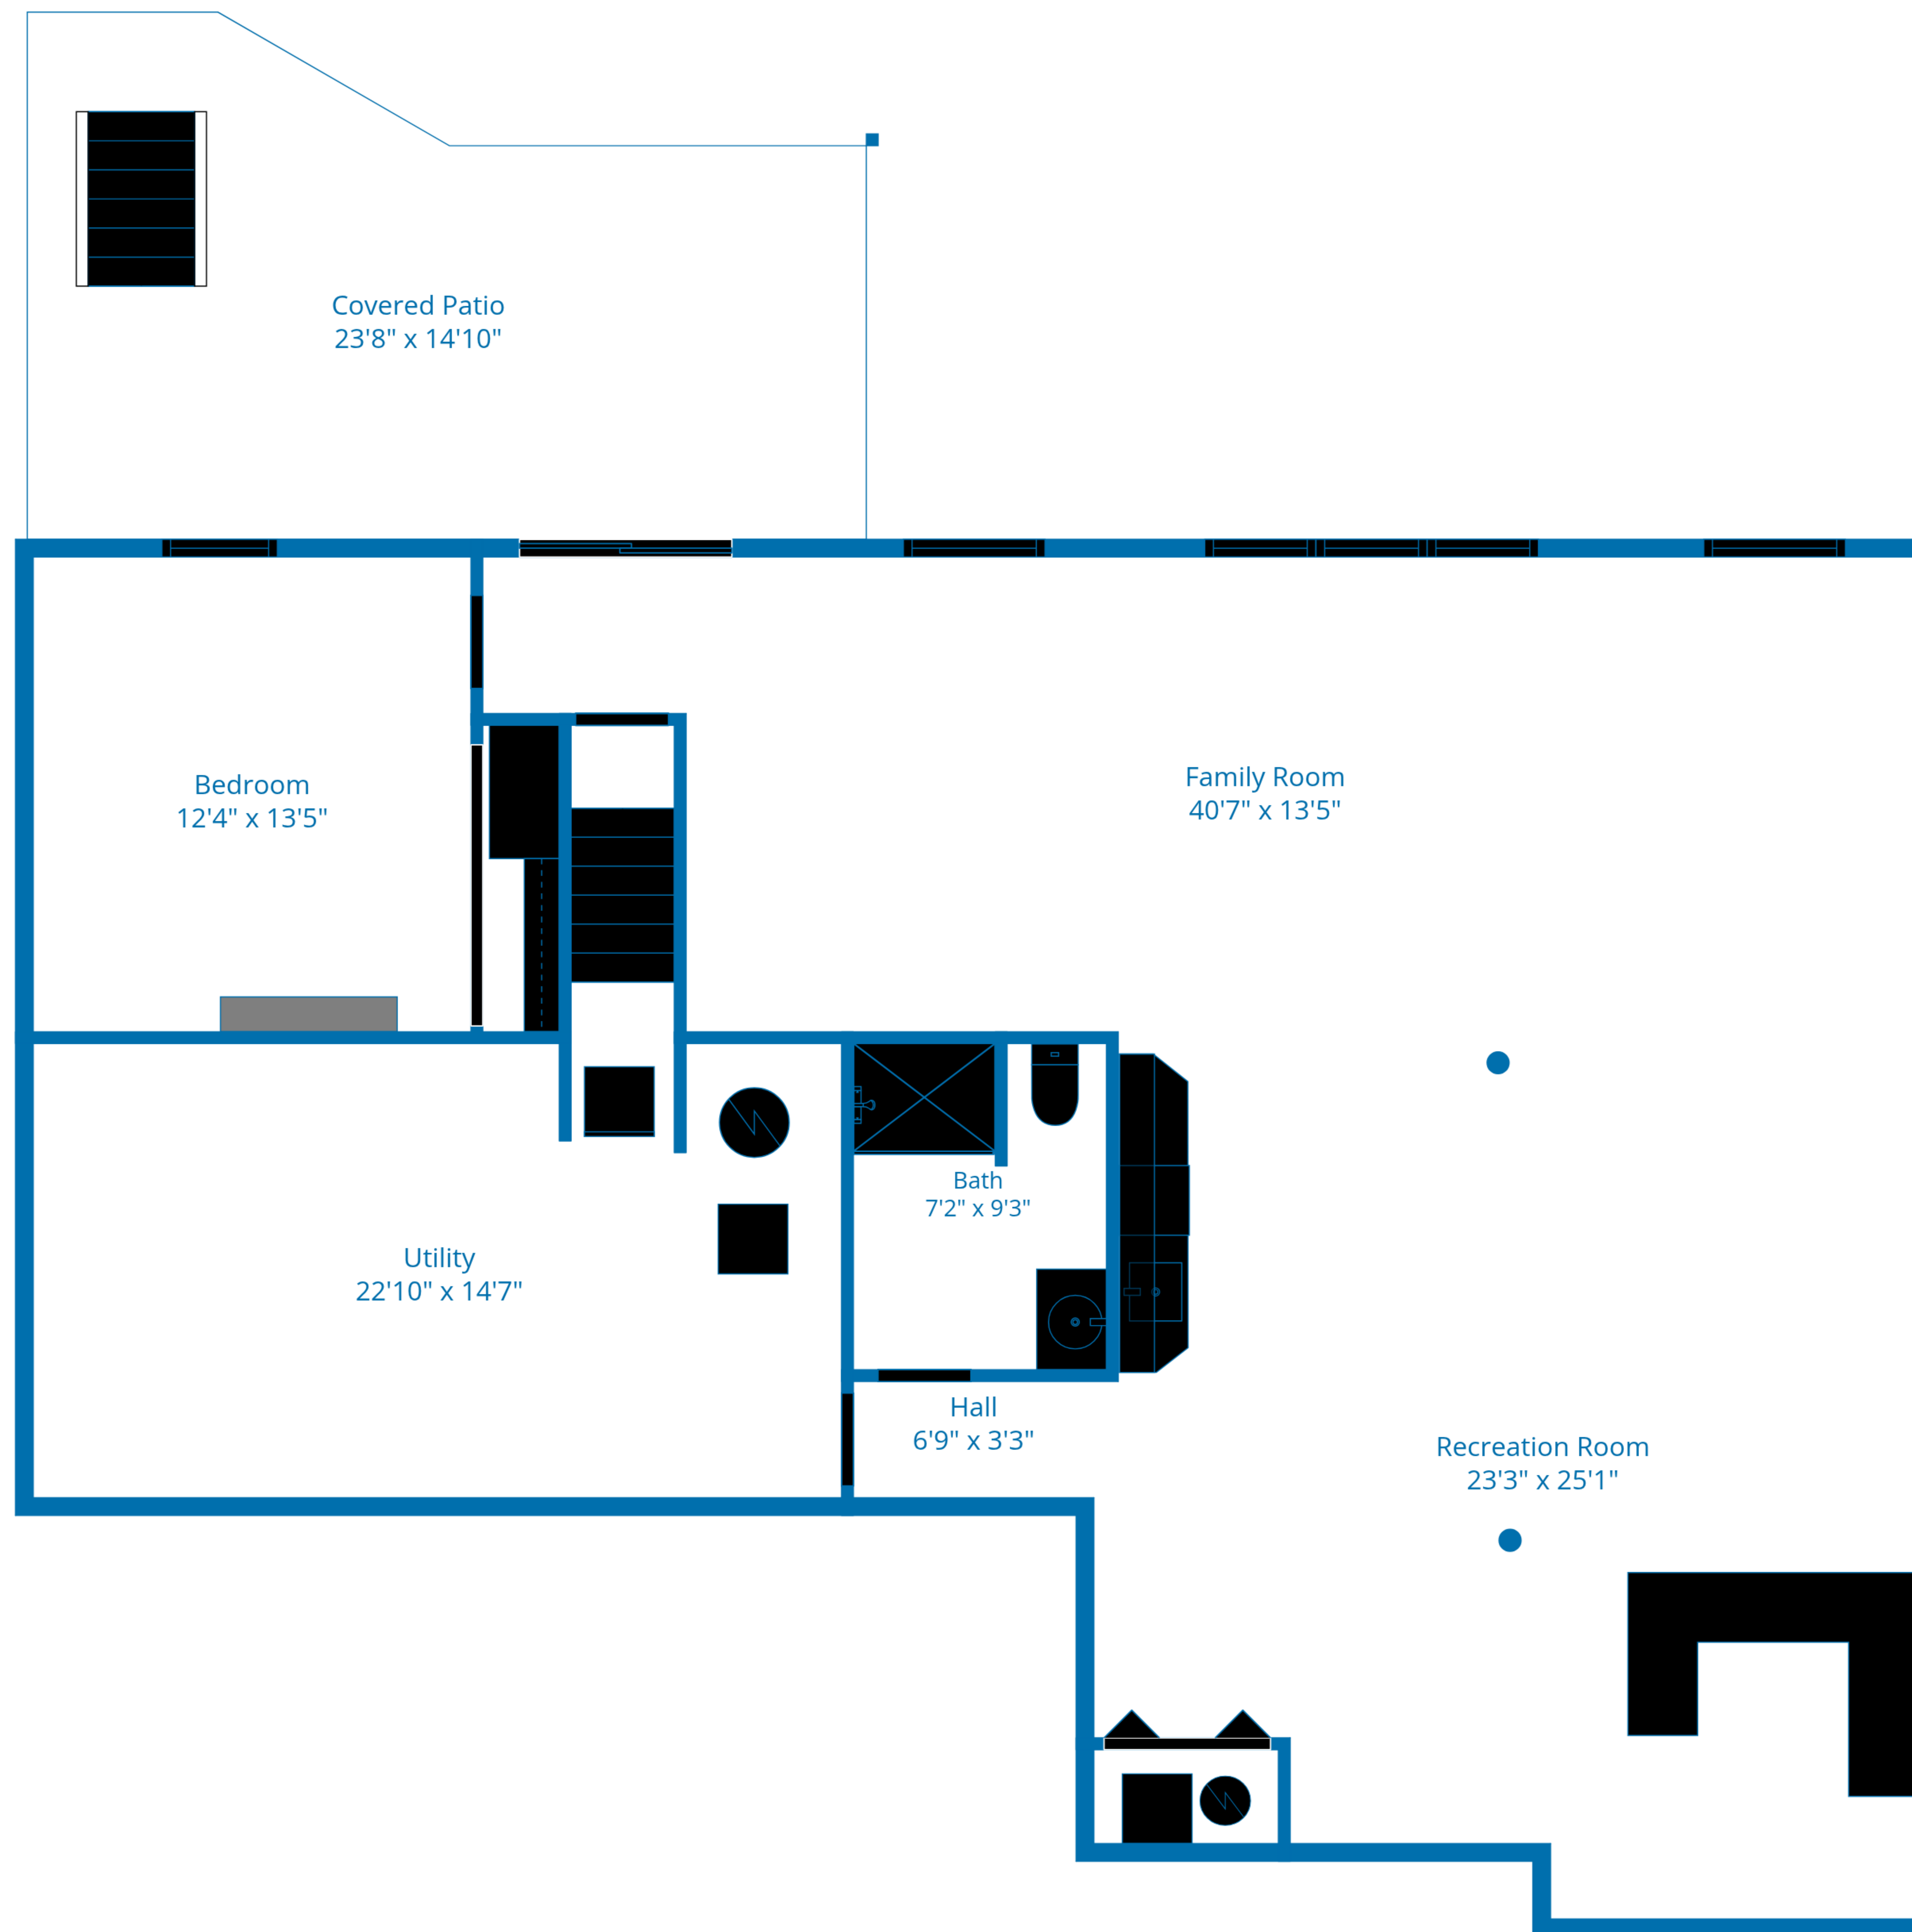 Covered Patio
23'8" x 14'10"
Bedroom
12'4" x 13'5"
Family Room
40'7" x 13'5"
Bath
7'2" x 9'3"
Utility
22'10" x 14'7"
Hall
6'9" x 3'3"
Recreation Room
23'3" x 25'1"